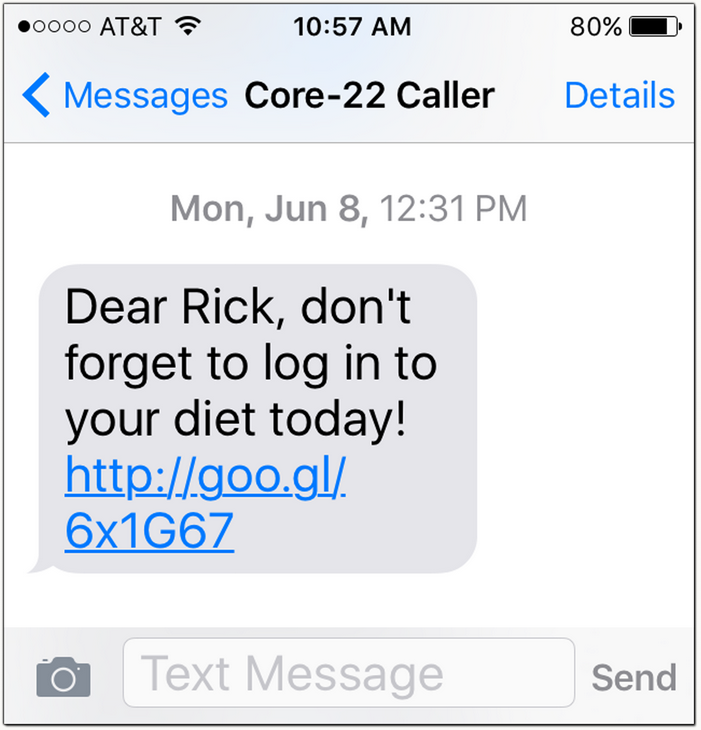 AT&T 10:57 AM 80%
Messages Core-22 Caller Details
Mon, Jun 8, 12:31 PM
Dear Rick, don't
forget to log in to
your diet today!
http://goo.gl/
6x1G67
Text Message Send